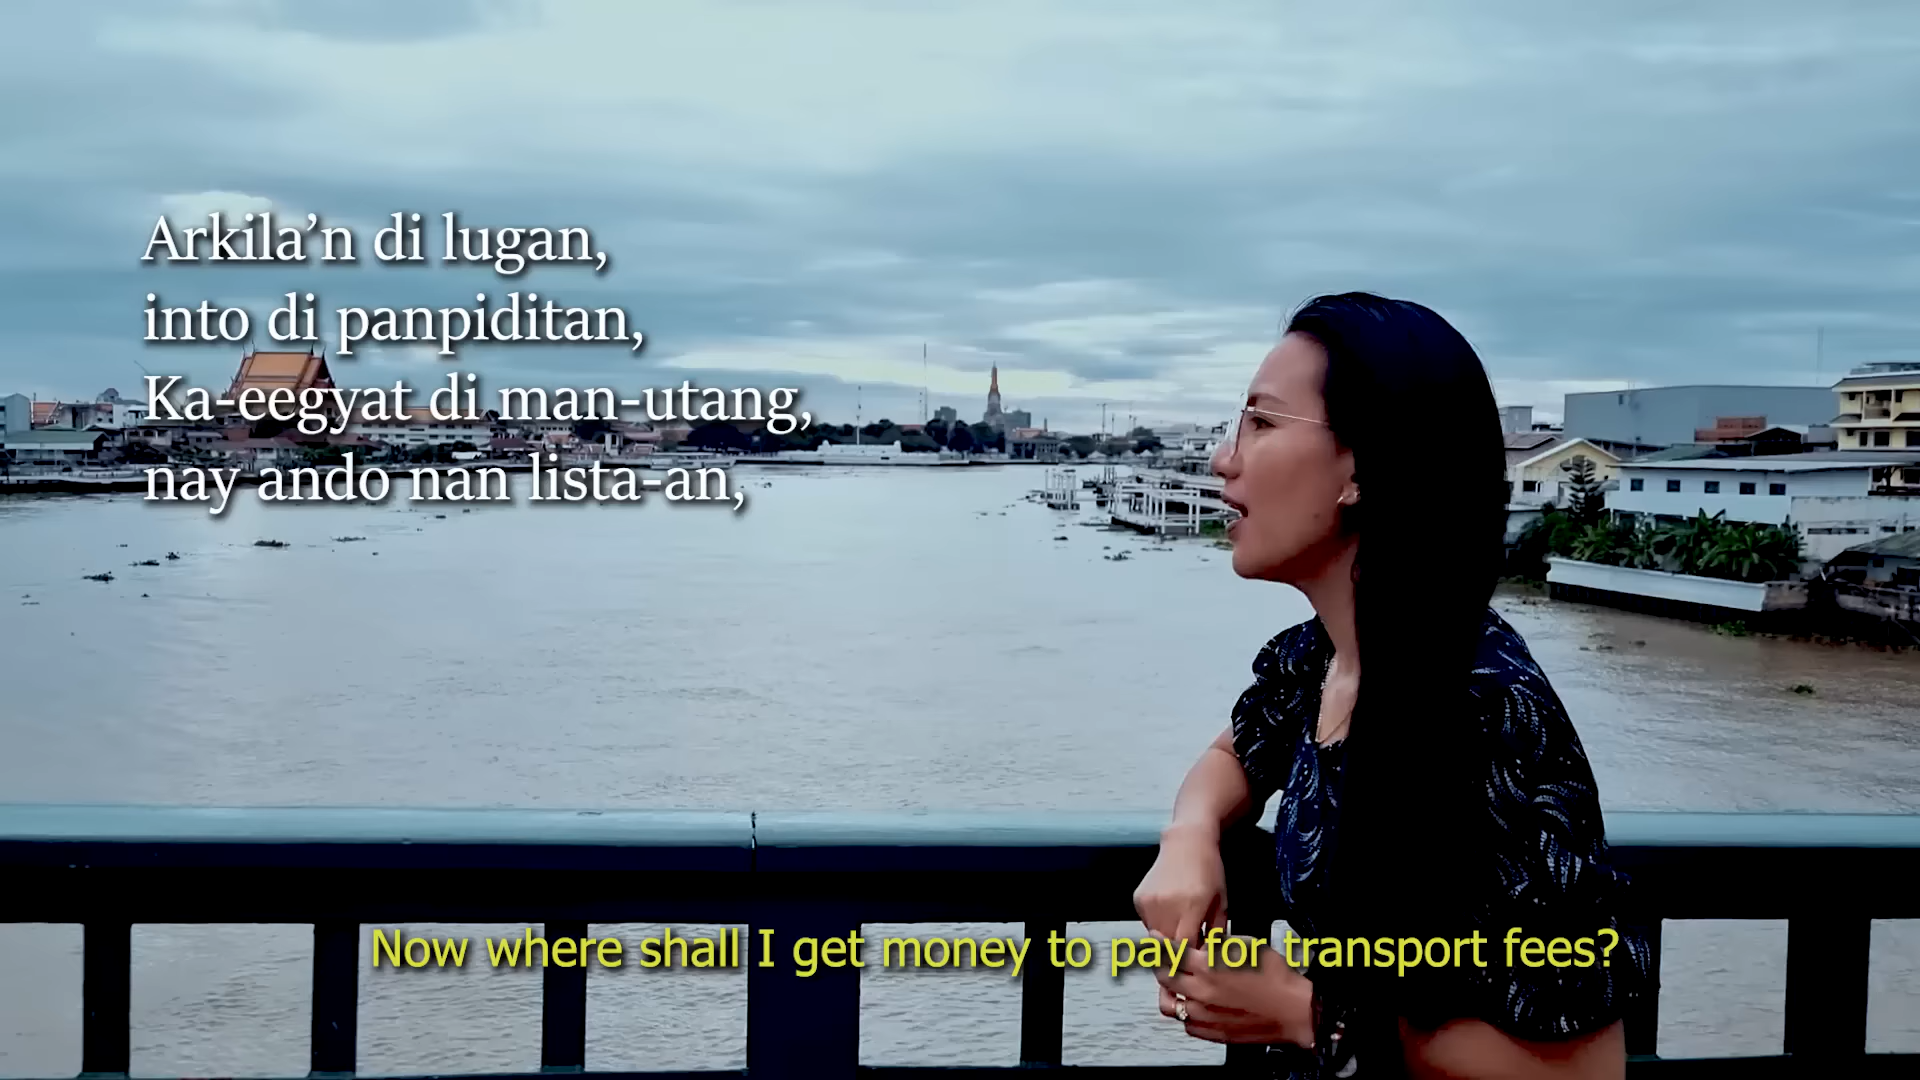 Arkila’n di lugan,
into di panpiditan,
Ka-eegyat di man-utang,
nay ando nan lista-an,
Now where shall I get money to pay for transport fees?